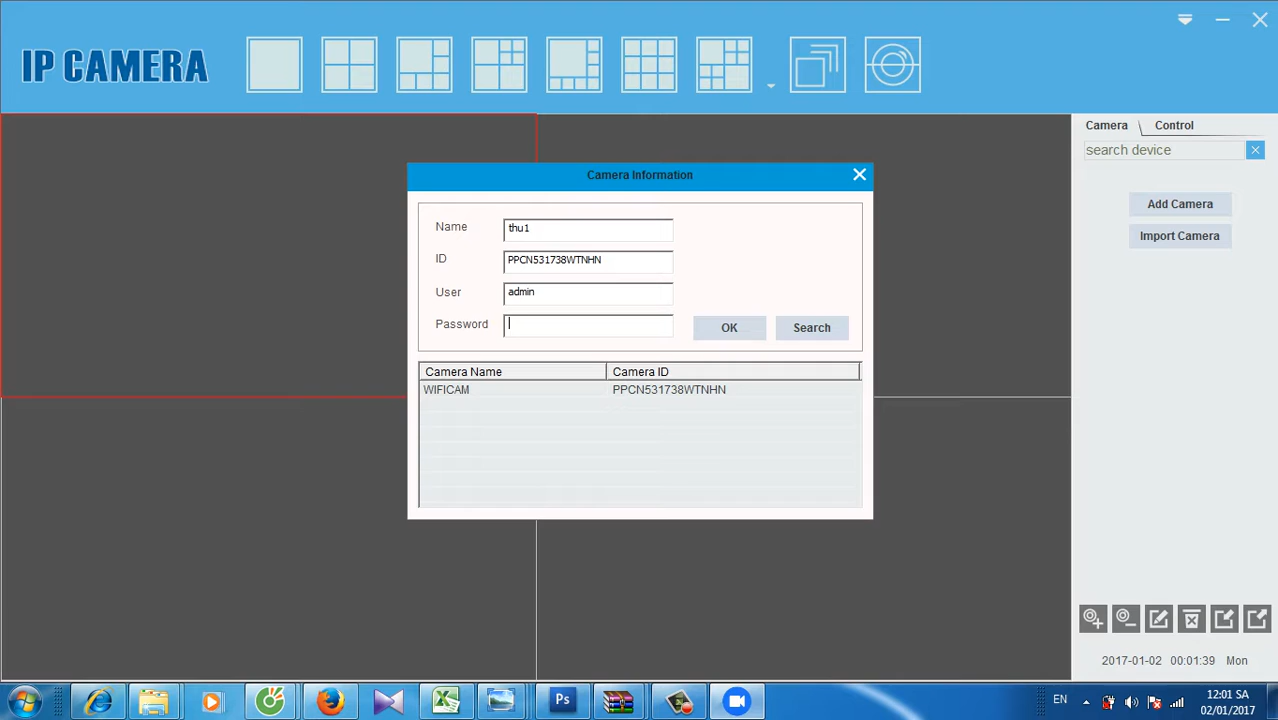 IP CAMERA
Camera Control
search device
Add Camera
Import Camera
Camera Information
Name thu1
ID PPCN531738WTNHN
User admin
Password
OK Search
Camera Name Camera ID
WIFICAM PPCN531738WTNHN
2017-01-02 00:01:39 Mon
Ps
EN
12:01 SA
02/01/2017